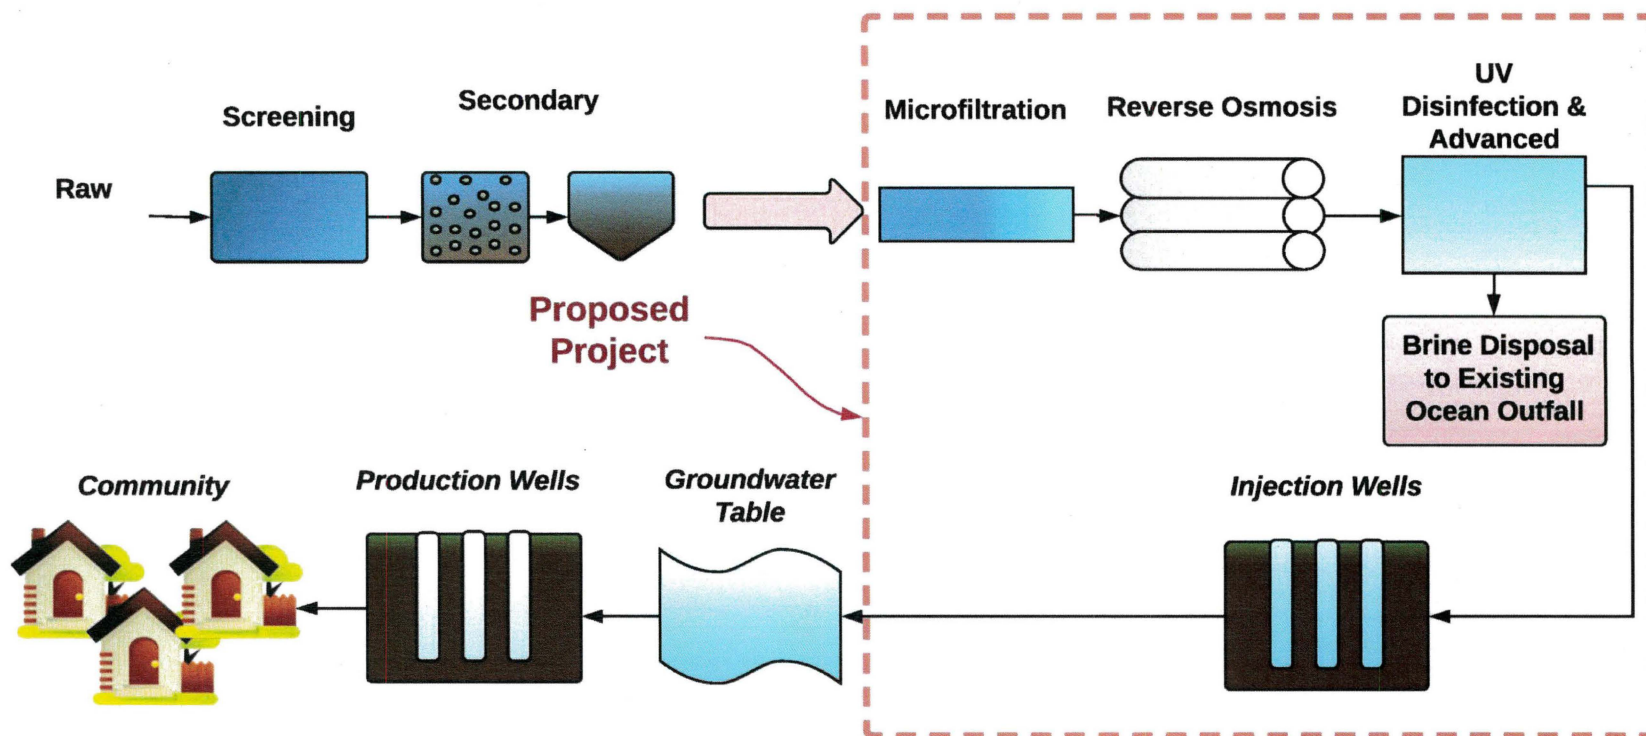 Raw
Screening
Secondary
Microfiltration
Reverse Osmosis
UV
Disinfection &
Advanced
Proposed
Project
Brine Disposal
to Existing
Ocean Outfall
Community
Production Wells
Groundwater
Table
Injection Wells